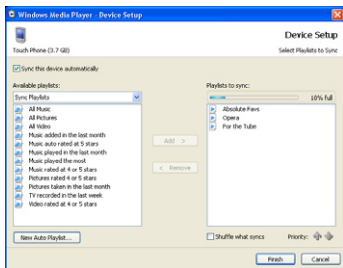 Windows Media Player - Device Setup
Device Setup
Touch Phone (3.7 GB)
Select Playlists to Sync
Sync this device automatically
Available playlists:
Sync Playlists
All Music
All Pictures
All Video
Music added in the last month
Music auto rated at 5 stars
Music played in the last month
Music played the most
Music rated at 4 or 5 stars
Pictures rated 4 or 5 stars
Pictures taken in the last month
TV recorded in the last week
Video rated at 4 or 5 stars
New Auto Playlist...
Add >
< Remove
Playlists to sync:
10% full
Absolute Favs
Opera
For the Tube
Shuffle what syncs
Priority:
Finish
Cancel